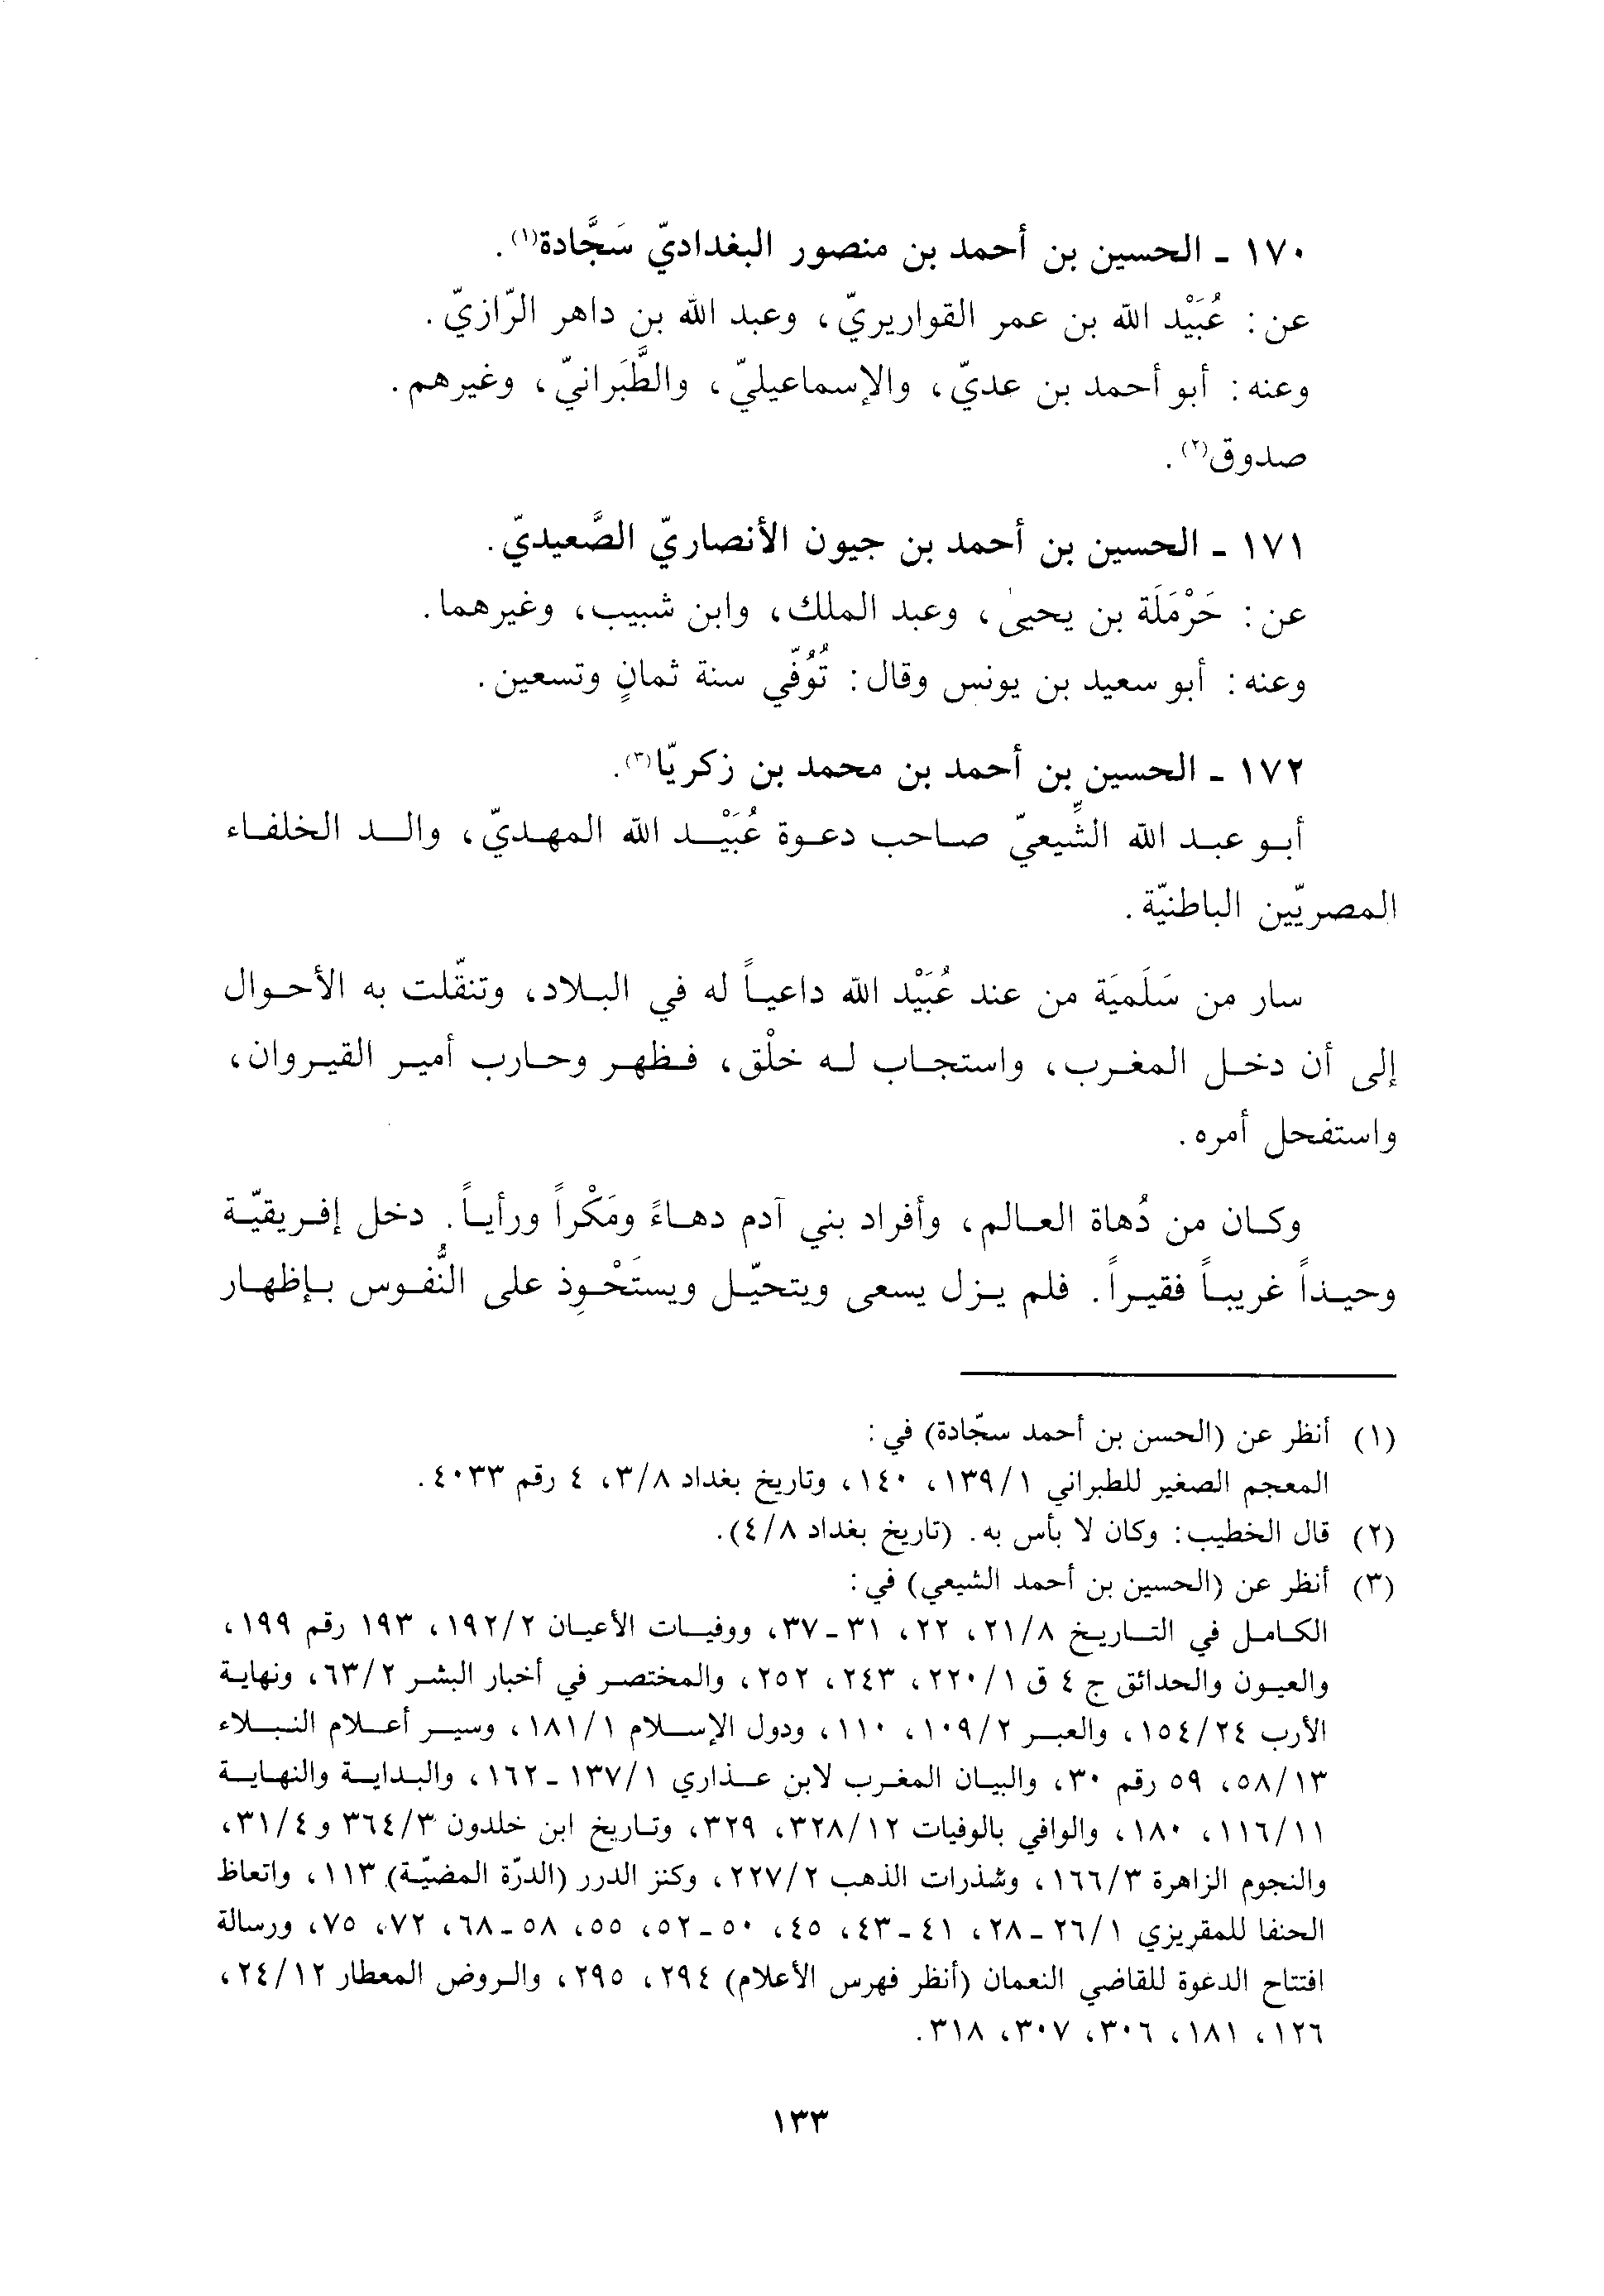 ١٧٠ ـ الحسين بن أحمد بن منصور البغداديّ سَجَّادة(١).
عن: عُبَيْد الله بن عمر القواريريّ، وعبد الله بن داهر الرّازيّ.
وعنه: أبو أحمد بن عديّ، والإسماعيليّ، والطَّبَرانيّ، وغيرهم.
صدوق(٢).
١٧١ ـ الحسين بن أحمد بن جيون الأنصاريّ الصَّعيديّ.
عن: حَرْمَلَة بن يحيىٰ، وعبد الملك، وابن شبيب، وغيرهما.
وعنه: أبو سعيد بن يونس وقال: تُوُفّي سنة ثمانٍ وتسعين.
١٧٢ ـ الحسين بن أحمد بن محمد بن زكريّا(٣).
أبو عبد الله الشِّيعيّ صاحب دعوة عُبَيْد الله المهديّ، والد الخلفاء
المصريّين الباطنيّة.
سار من سَلَميَة من عند عُبَيْد الله داعياً له في البلاد، وتنقّلت به الأحوال
إلى أن دخل المغرب، واستجاب له خلْق، فظهر وحارب أمير القيروان،
واستفحل أمره.
وكان من دُهاة العالم، وأفراد بني آدم دهاءً ومَكْراً ورأياً. دخل إفريقيّة
وحيداً غريباً فقيراً. فلم يزل يسعى ويتحيّل ويستَحْوِذ على النُّفوس بإظهار
(١) أنظر عن (الحسن بن أحمد سجّادة) في:
المعجم الصغير للطبراني ١٣٩/١، ١٤٠، وتاريخ بغداد ٣/٨، ٤ رقم ٤٠٣٣.
(٢) قال الخطيب: وكان لا بأس به. (تاريخ بغداد ٤/٨).
(٣) أنظر عن (الحسين بن أحمد الشيعي) في:
الكامل في التاريخ ٢١/٨، ٢٢، ٣١ـ٣٧، ووفيات الأعيان ١٩٢/٢، ١٩٣ رقم ١٩٩،
والعيون والحدائق ج ٤ ق ٢٢٠/١، ٢٤٣، ٢٥٢، والمختصر في أخبار البشر ٦٣/٢، ونهاية
الأرب ١٥٤/٢٤، والعبر ١٠٩/٢، ١١٠، ودول الإسلام ١٨١/١، وسير أعلام النبلاء
٥٨/١٣، ٥٩ رقم ٣٠، والبيان المغرب لابن عذاري ١٣٧/١ـ١٦٢، والبداية والنهاية
١١٦/١١، ١٨٠، والوافي بالوفيات ٣٢٨/١٢، ٣٢٩، وتاريخ ابن خلدون ٣٦٤/٣ و٣١/٤،
والنجوم الزاهرة ١٦٦/٣، وشذرات الذهب ٢٢٧/٢، وكنز الدرر (الدرّة المضيّة) ١١٣، واتعاظ
الحنفا للمقريزي ٢٦/١ـ٢٨، ٤١ـ٤٣، ٤٥، ٥٠ـ٥٢، ٥٥، ٥٨ـ٦٨، ٧٢، ٧٥، ورسالة
افتتاح الدعوة للقاضي النعمان (أنظر فهرس الأعلام) ٢٩٤، ٢٩٥، والروض المعطار ٢٤/١٢،
١٢٦، ١٨١، ٣٠٦، ٣٠٧، ٣١٨.
١٣٣